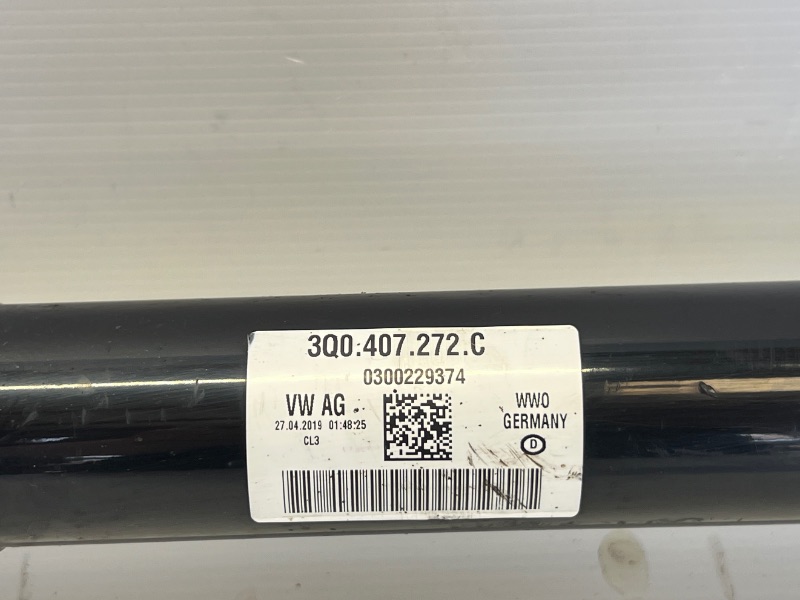 3Q0.407.272.C
0300229374
VW AG
27.04.2019 01:48:25
CL3
WWO
GERMANY
D